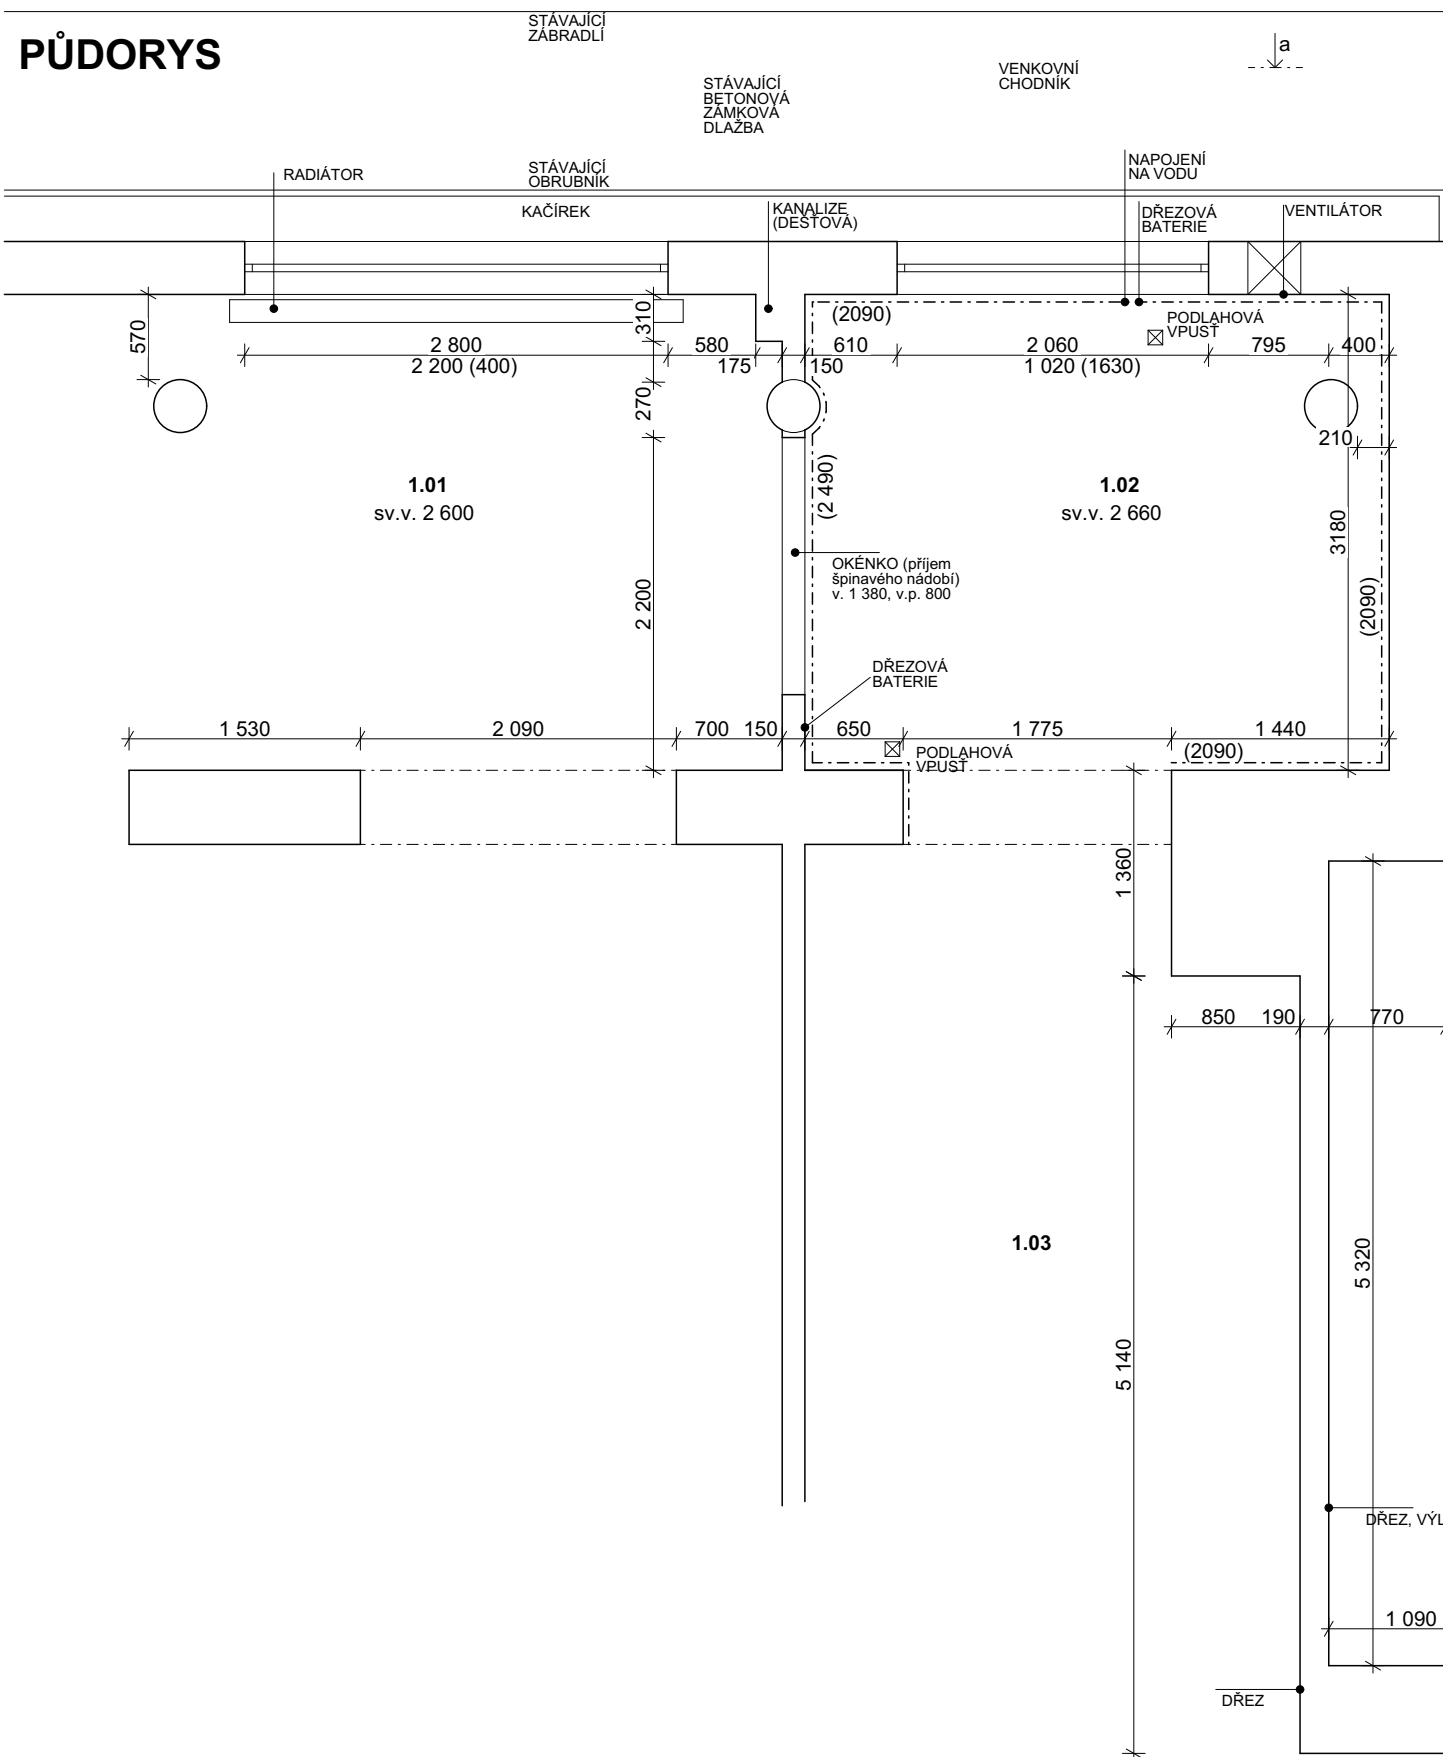 STÁVAJÍCÍ
ZÁBRADLÍ
PŮDORYS
a
VENKOVNÍ
CHODNÍK
STÁVAJÍCÍ
BETONOVÁ
ZÁMKOVÁ
DLAŽBA
RADIÁTOR
STÁVAJÍCÍ
OBRUBNÍK
NAPOJENÍ
NA VODU
KAČÍREK
KANALIZE
(DEŠŤOVÁ)
DŘEZOVÁ
BATERIE
VENTILÁTOR
570
310
(2090)
PODLAHOVÁ
VPUSŤ
2 800
2 200 (400)
580
175
610
150
2 060
1 020 (1630)
795
400
270
210
1.01
sv.v. 2 600
(2 490)
1.02
sv.v. 2 660
3180
OKÉNKO (příjem
špinavého nádobí)
v. 1 380, v.p. 800
2 200
(2090)
DŘEZOVÁ
BATERIE
1 530
2 090
700
150
650
1 775
1 440
PODLAHOVÁ
VPUSŤ
(2090)
1 360
850
190
770
1.03
5 320
5 140
DŘEZ, VÝL
1 090
DŘEZ